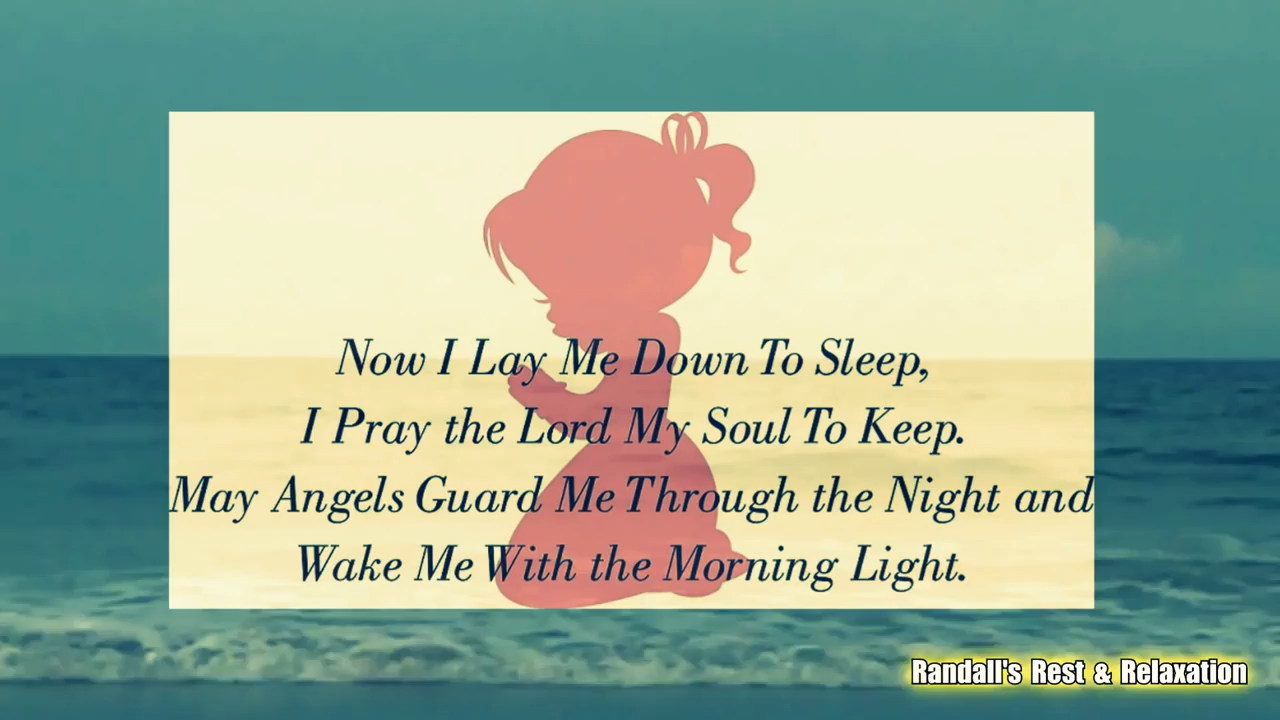 Now I Lay Me Down To Sleep,
I Pray the Lord My Soul To Keep.
May Angels Guard Me Through the Night and
Wake Me With the Morning Light.
Randall's Rest & Relaxation